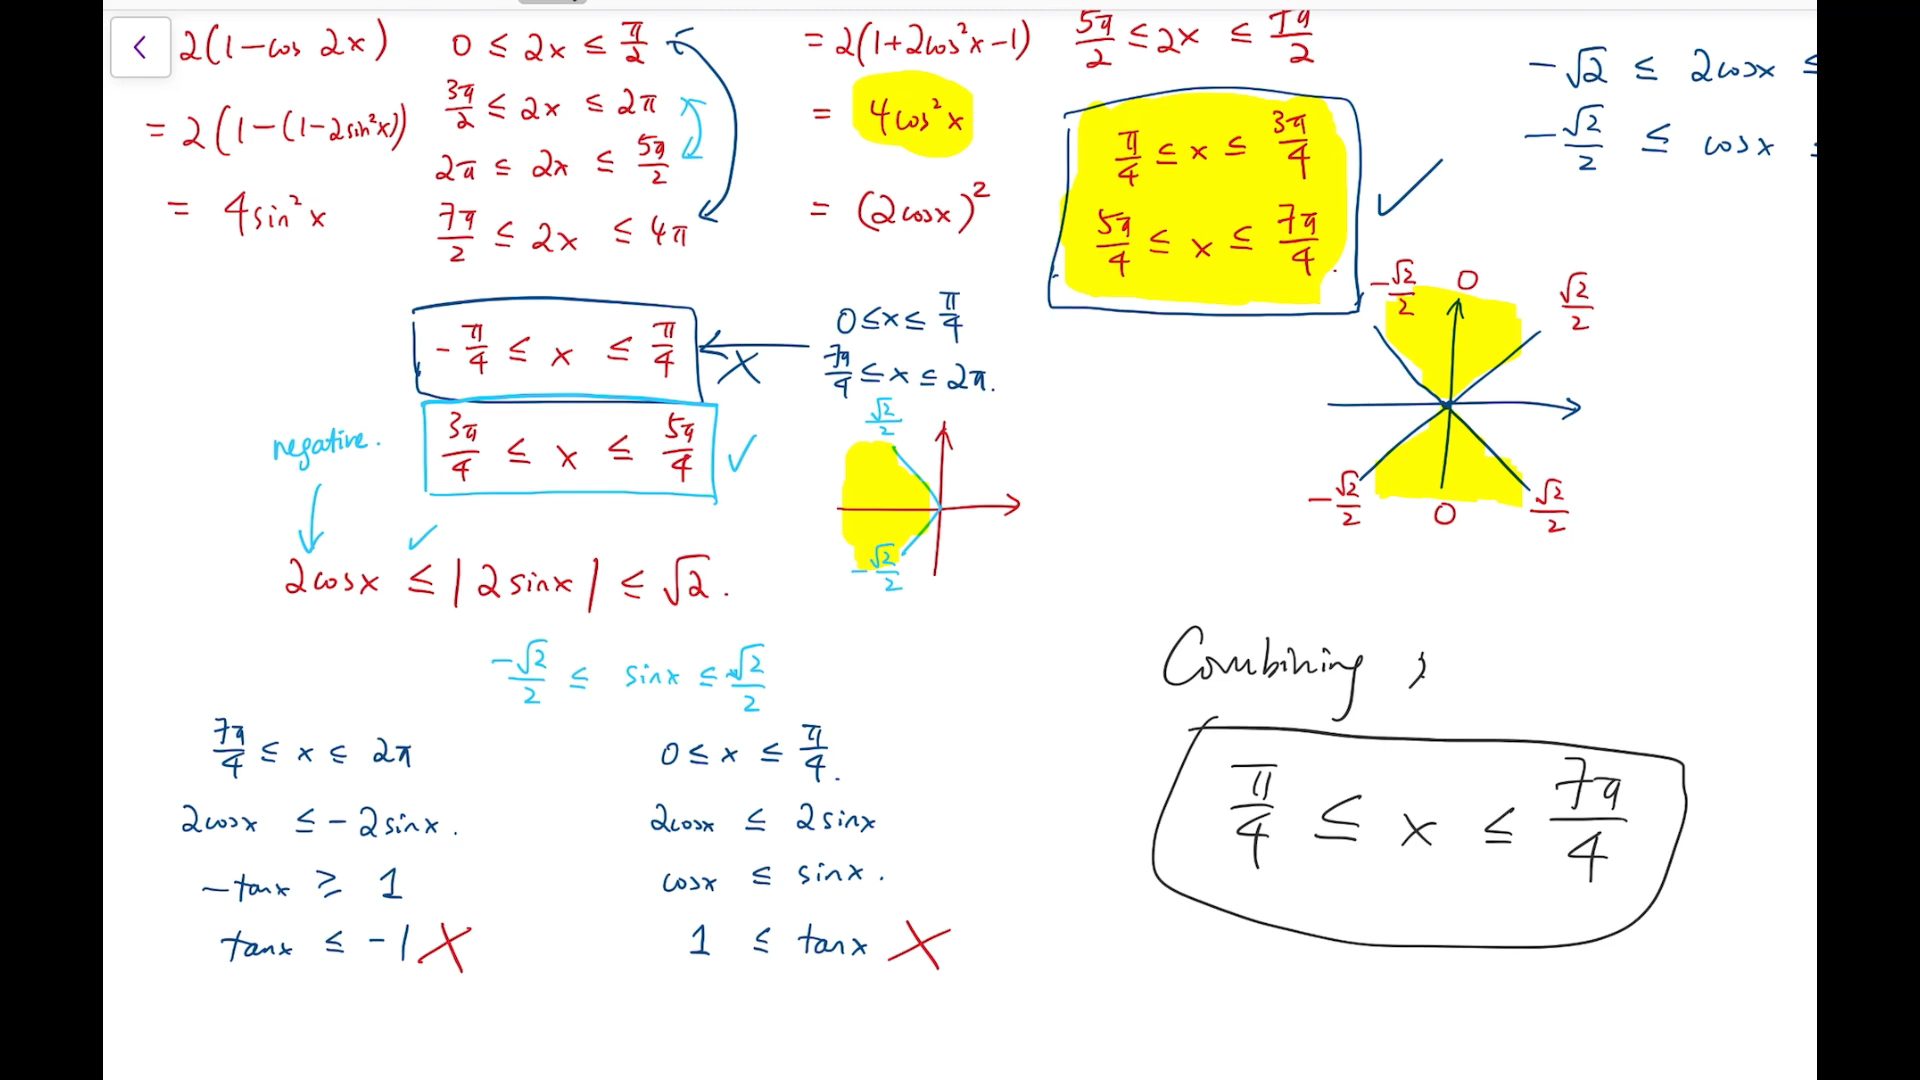 2(1-cos 2x)
= 2(1-(1-2sin²x))
= 4sin²x
0 ≤ 2x ≤ π/2
3π/2 ≤ 2x ≤ 2π
2π ≤ 2x ≤ 5π/2
7π/2 ≤ 2x ≤ 4π
= 2(1+2cos²x-1)
= 4cos²x
= (2cosx)²
5π/2 ≤ 2x ≤ 7π/2
π/4 ≤ x ≤ 3π/4
5π/4 ≤ x ≤ 7π/4
-√2 ≤ 2cosx ≤
-√2/2 ≤ cosx
-√2/2 0 √2/2
-√2/2 0 √2/2
-π/4 ≤ x ≤ π/4
0 ≤ x ≤ π/4
7π/4 ≤ x ≤ 2π.
3π/4 ≤ x ≤ 5π/4
√2/2
-√2/2
negative.
2cosx ≤ |2sinx| ≤ √2.
-√2/2 ≤ sinx ≤ √2/2
7π/4 ≤ x ≤ 2π
2cosx ≤ -2sinx.
-tanx ≥ 1
tanx ≤ -1
0 ≤ x ≤ π/4.
2cosx ≤ 2sinx
cosx ≤ sinx.
1 ≤ tanx
Combining,
π/4 ≤ x ≤ 7π/4